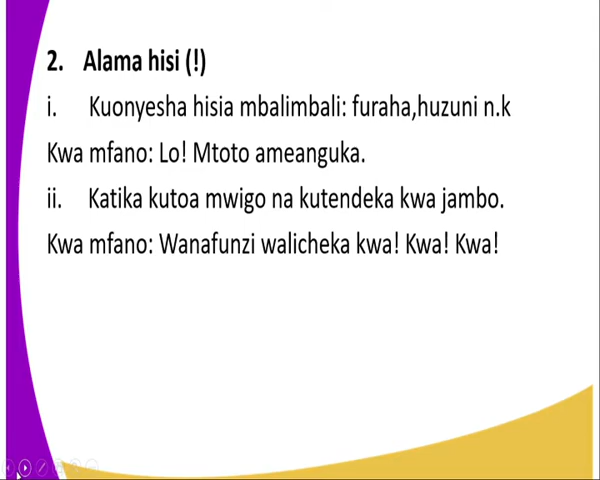 2. Alama hisi (!)
i. Kuonyesha hisia mbalimbali: furaha,huzuni n.k
Kwa mfano: Lo! Mtoto ameanguka.
ii. Katika kutoa mwigo na kutendeka kwa jambo.
Kwa mfano: Wanafunzi walicheka kwa! Kwa! Kwa!